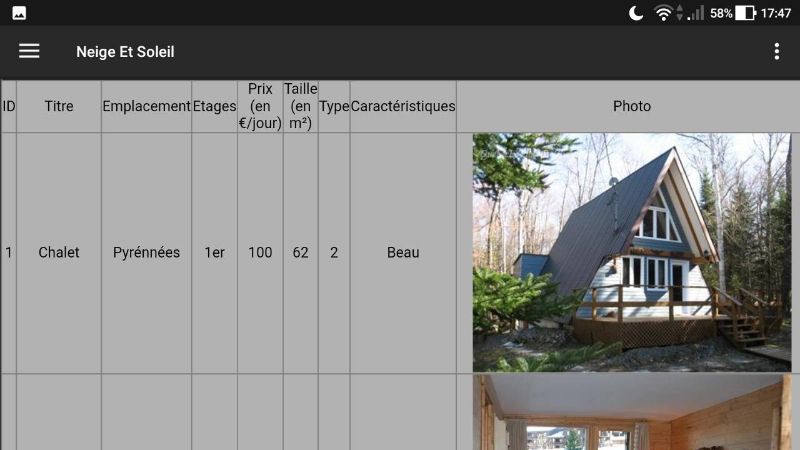 58% 17:47
Neige Et Soleil
ID Titre Emplacement Etages Prix (en €/jour) Taille (en m²) Type Caractéristiques Photo
1 Chalet Pyrénnées 1er 100 62 2 Beau